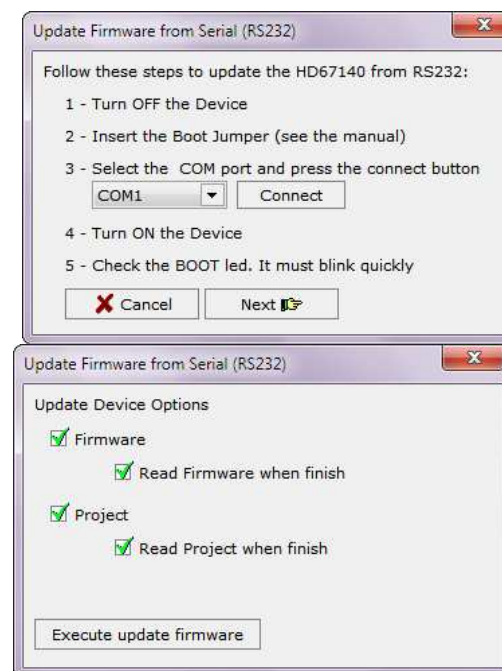 Update Firmware from Serial (RS232)
Follow these steps to update the HD67140 from RS232:
1 - Turn OFF the Device
2 - Insert the Boot Jumper (see the manual)
3 - Select the COM port and press the connect button
COM1 Connect
4 - Turn ON the Device
5 - Check the BOOT led. It must blink quickly
Cancel Next
Update Firmware from Serial (RS232)
Update Device Options
Firmware
Read Firmware when finish
Project
Read Project when finish
Execute update firmware